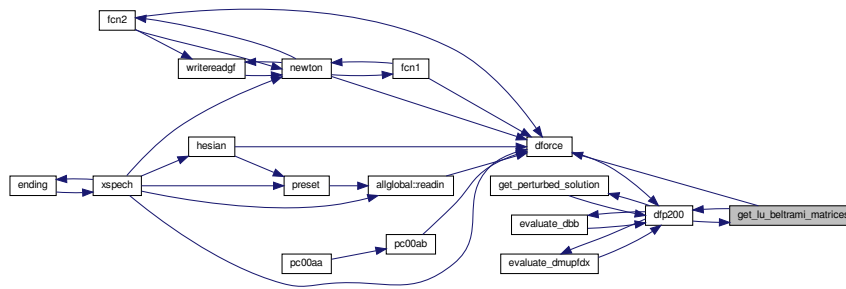 fcn2
writereadgf
newton
fcn1
hesian
dforce
ending
xspech
preset
allglobal::readin
get_perturbed_solution
evaluate_dbb
dfp200
get_lu_beltrami_matrices
pc00ab
pc00aa
evaluate_dmupfdx